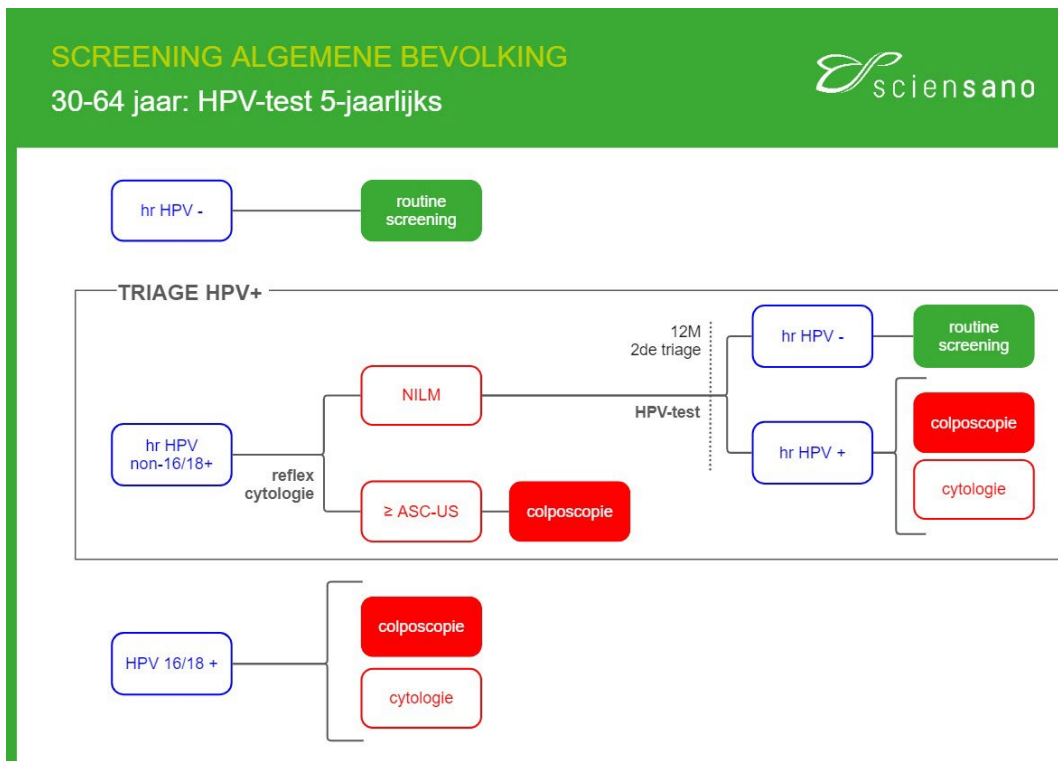 SCREENING ALGEMENE BEVOLKING
30-64 jaar: HPV-test 5-jaarlijks
sciensano
hr HPV -
routine
screening
TRIAGE HPV+
hr HPV
non-16/18+
reflex
cytologie
NILM
≥ ASC-US
colposcopie
12M
2de triage
HPV-test
hr HPV -
routine
screening
hr HPV +
colposcopie
cytologie
HPV 16/18 +
colposcopie
cytologie